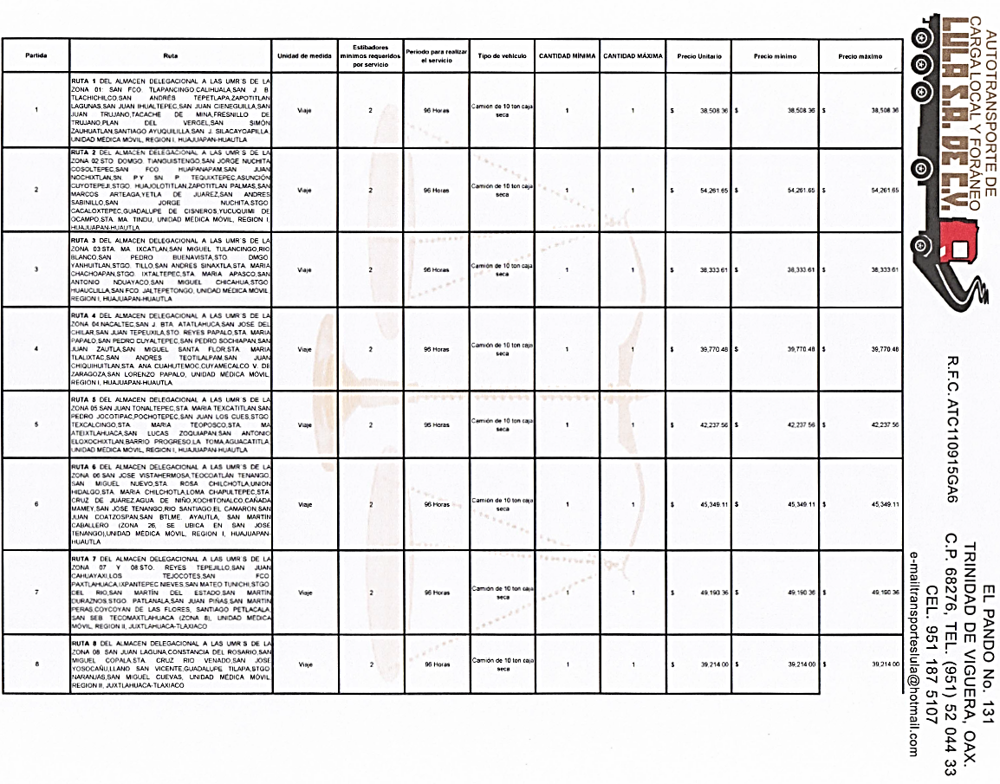 AUTOTRANSPORTE DE
CARGA LOCAL Y FORÁNEO
LULA S.A. DE C.V.
R.F.C. ATC110915GA6
EL PANDO No. 131
TRINIDAD DE VIGUERA, OAX.
C.P. 68276, TEL. (951) 52 044 33
CEL. 951 187 5107
e-mailtransporteslula@hotmail.com
Partida Ruta Unidad de medida Estibadores mínimos requeridos por servicio Periodo para realizar el servicio Tipo de vehículo CANTIDAD MÍNIMA CANTIDAD MÁXIMA Precio Unitario Precio mínimo Precio máximo
1
RUTA 1 DEL ALMACEN DELEGACIONAL A LAS UMR'S DE LA
ZONA 01: SAN FCO. TLAPANCINGO,CALIHUALA,SAN J. B
TLACHICHILCO,SAN ANDRÉS TEPETLAPA,ZAPOTITLAN
LAGUNAS,SAN JUAN IHUALTEPEC,SAN JUAN CIENEGUILLA,SAN
JUAN TRUJANO,TACACHE DE MINA,FRESNILLO DE
TRUJANO,PLAN DEL VERGEL,SAN SIMÓN
ZAUHUATLAN,SANTIAGO AYUQUILILLA,SAN J. SILACAYOAPILLA,
UNIDAD MÉDICA MÓVIL, REGION I, HUAJUAPAN-HUAUTLA
Viaje 2 96 Horas Camión de 10 ton caja seca 1 1 $ 38,508.36 $ 38,508.36 $ 38,508.36
2
RUTA 2 DEL ALMACEN DELEGACIONAL A LAS UMR'S DE LA
ZONA 02 STO. DOMGO. TIANGUISTENGO,SAN JORGE NUCHITA
COSOLTEPEC,SAN FCO HUAPANAPAM,SAN JUAN
NOCHIXTLAN,SN. P Y SN P TEQUIXTEPEC,ASUNCIÓN
CUYOTEPEJI,STGO. HUAJOLOTITLAN,ZAPOTITLAN PALMAS,SAN
MARCOS ARTEAGA,YETLA DE JUAREZ,SAN ANDRES
SABINILLO,SAN JORGE NUCHITA,STGO
CACALOXTEPEC,GUADALUPE DE CISNEROS,YUCUQUIMI DE
OCAMPO,STA. MA TINDU, UNIDAD MÉDICA MÓVIL, REGION I,
HUAJUAPAN-HUAUTLA
Viaje 2 96 Horas Camión de 10 ton caja seca 1 1 $ 54,261.65 $ 54,261.65 $ 54,261.65
3
RUTA 3 DEL ALMACEN DELEGACIONAL A LAS UMR'S DE LA
ZONA 03:STA. MA IXCATLAN,SAN MIGUEL TULANCINGO,RIO
BLANCO,SAN PEDRO BUENAVISTA,STO. DMGO
YANHUITLAN,STGO. TILLO,SAN ANDRES SINAXTLA,STA. MARIA
CHACHOAPAN,STGO. IXTALTEPEC,STA. MARIA APASCO,SAN
ANTONIO NDUAYACO,SAN MIGUEL CHICAHUA,STGO
HUAUCLILLA,SAN FCO. JALTEPETONGO, UNIDAD MÉDICA MÓVIL,
REGION I, HUAJUAPAN-HUAUTLA
Viaje 2 96 Horas Camión de 10 ton caja seca 1 1 $ 38,333.61 $ 38,333.61 $ 38,333.61
4
RUTA 4 DEL ALMACEN DELEGACIONAL A LAS UMR'S DE LA
ZONA 04:NACALTEC,SAN J. BTA. ATATLAHUCA,SAN JOSE DEL
CHILAR,SAN JUAN TEPEUXILA,STO. REYES PAPALO,STA. MARIA
PAPALO,SAN PEDRO CUYALTEPEC,SAN PEDRO SOCHIAPAN,SAN
JUAN ZAUTLA,SAN MIGUEL SANTA FLOR,STA. MARIA
TLALIXTAC,SAN ANDRES TEOTILALPAM,SAN JUAN
CHIQUIHUITLAN,STA. ANA CUAHUTEMOC,CUYAMECALCO V. DE
ZARAGOZA,SAN LORENZO PAPALO, UNIDAD MÉDICA MÓVIL,
REGIÓN I, HUAJUAPAN-HUAUTLA
Viaje 2 96 Horas Camión de 10 ton caja seca 1 1 $ 39,770.48 $ 39,770.48 $ 39,770.48
5
RUTA 5 DEL ALMACEN DELEGACIONAL A LAS UMR'S DE LA
ZONA 05 SAN JUAN TONALTEPEC,STA MARIA TEXCATITLAN,SAN
PEDRO JOCOTIPAC,POCHOTEPEC,SAN JUAN LOS CUES,STGO
TEXCALCINGO,STA. MARIA TEOPOSCO,STA. MA
ATEIXTLAHUACA,SAN LUCAS ZOQUIAPAN,SAN ANTONIO
ELOXOCHITLAN,BARRIO PROGRESO,LA TOMA,AGUACATITLA,
UNIDAD MÉDICA MOVIL, REGION I, HUAJUAPAN-HUAUTLA
Viaje 2 96 Horas Camión de 10 ton caja seca 1 1 $ 42,237.56 $ 42,237.56 $ 42,237.56
6
RUTA 6 DEL ALMACEN DELEGACIONAL A LAS UMR'S DE LA
ZONA 06:SAN JOSE VISTAHERMOSA,TEOCOATLÁN TENANGO,
SAN MIGUEL NUEVO,STA. ROSA CHILCHOTLA,UNION
HIDALGO,STA. MARIA CHILCHOTLA,LOMA CHAPULTEPEC,STA
CRUZ DE JUAREZ,AGUA DE NIÑO,XOCHITONALCO,CAÑADA
MAMEY,SAN JOSE TENANGO,RIO SANTIAGO,EL CAMARON,SAN
JUAN COATZOSPAN,SAN BTLME. AYAUTLA, SAN MARTÍN
CABALLERO (ZONA 26, SE UBICA EN SAN JOSÉ
TENANGO),UNIDAD MÉDICA MÓVIL, REGION I, HUAJUAPAN-
HUAUTLA
Viaje 2 96 Horas Camión de 10 ton caja seca 1 1 $ 45,349.11 $ 45,349.11 $ 45,349.11
7
RUTA 7 DEL ALMACEN DELEGACIONAL A LAS UMR'S DE LA
ZONA 07 Y 08:STO. REYES TEPEJILLO,SAN JUAN
CAHUAYAXI,LOS TEJOCOTES,SAN FCO
PAXTLAHUACA,IXPANTEPEC NIEVES,SAN MATEO TUNICHI,STGO
DEL RIO,SAN MARTÍN DEL ESTADO,SAN MARTÍN
DURAZNOS,STGO. PATLANALA,SAN JUAN PIÑAS,SAN MARTIN
PERAS,COYCOYAN DE LAS FLORES, SANTIAGO PETLACALA,
SAN SEB. TECOMAXTLAHUACA (ZONA 8), UNIDAD MÉDICA
MÓVIL, REGION II, JUXTLAHUACA-TLAXIACO
Viaje 2 96 Horas Camión de 10 ton caja seca 1 1 $ 49,190.36 $ 49,190.36 $ 49,190.36
8
RUTA 8 DEL ALMACEN DELEGACIONAL A LAS UMR'S DE LA
ZONA 08: SAN JUAN LAGUNA,CONSTANCIA DEL ROSARIO,SAN
MIGUEL COPALA,STA. CRUZ RIO VENADO,SAN JOSE
YOSOCAÑU,LLANO SAN VICENTE,GUADALUPE TILAPA,STGO
NARANJAS,SAN MIGUEL CUEVAS, UNIDAD MÉDICA MÓVIL,
REGION II, JUXTLAHUACA-TLAXIACO
Viaje 2 96 Horas Camión de 10 ton caja seca 1 1 $ 39,214.00 $ 39,214.00 $ 39,214.00